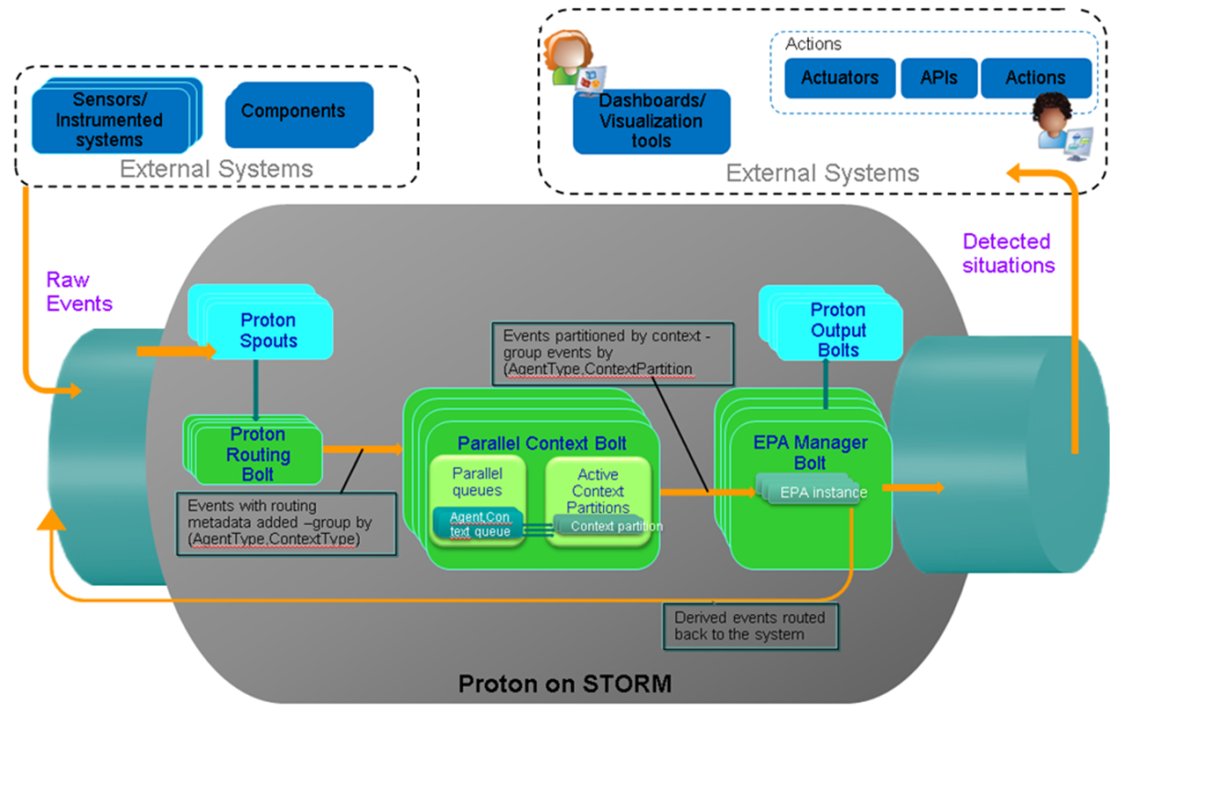 Actions
Actuators
APIs
Actions
Sensors/
Instrumented
systems
Components
External Systems
Dashboards/
Visualization
tools
External Systems
Raw
Events
Detected
situations
Proton
Spouts
Events partitioned by context -
group events by
(AgentType,ContextPartition
Proton
Output
Bolts
Proton
Routing
Bolt
Parallel Context Bolt
Parallel
queues
Agent,Con
text queue
Active
Context
Partitions
Context partition
EPA Manager
Bolt
EPA instance
Events with routing
metadata added –group by
(AgentType,ContextType)
Derived events routed
back to the system
Proton on STORM